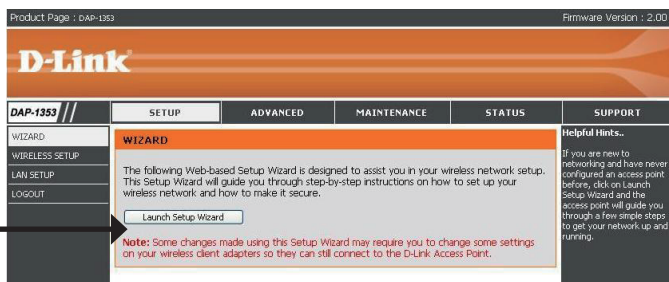 Product Page : DAP-1353
Firmware Version : 2.00
D-Link
DAP-1353
SETUP
ADVANCED
MAINTENANCE
STATUS
SUPPORT
WIZARD
WIRELESS SETUP
LAN SETUP
LOGOUT
WIZARD
The following Web-based Setup Wizard is designed to assist you in your wireless network setup.
This Setup Wizard will guide you through step-by-step instructions on how to set up your
wireless network and how to make it secure.
Launch Setup Wizard
Note: Some changes made using this Setup Wizard may require you to change some settings
on your wireless client adapters so they can still connect to the D-Link Access Point.
Helpful Hints..
If you are new to
networking and have never
configured an access point
before, click on Launch
Setup Wizard and the
access point will guide you
through a few simple steps
to get your network up and
running.